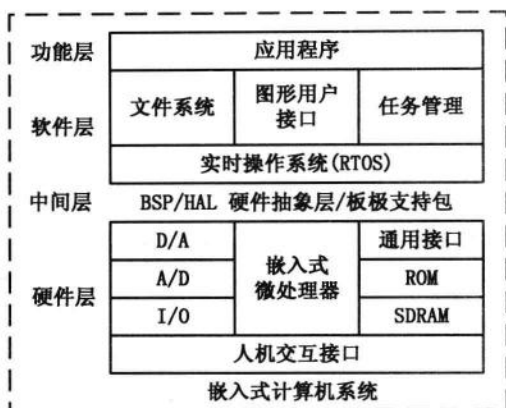 功能层 应用程序
软件层 文件系统 图形用户
接口 任务管理
实时操作系统(RTOS)
中间层 BSP/HAL 硬件抽象层/板极支持包
硬件层 D/A 嵌入式
微处理器 通用接口
A/D ROM
I/O SDRAM
人机交互接口
嵌入式计算机系统